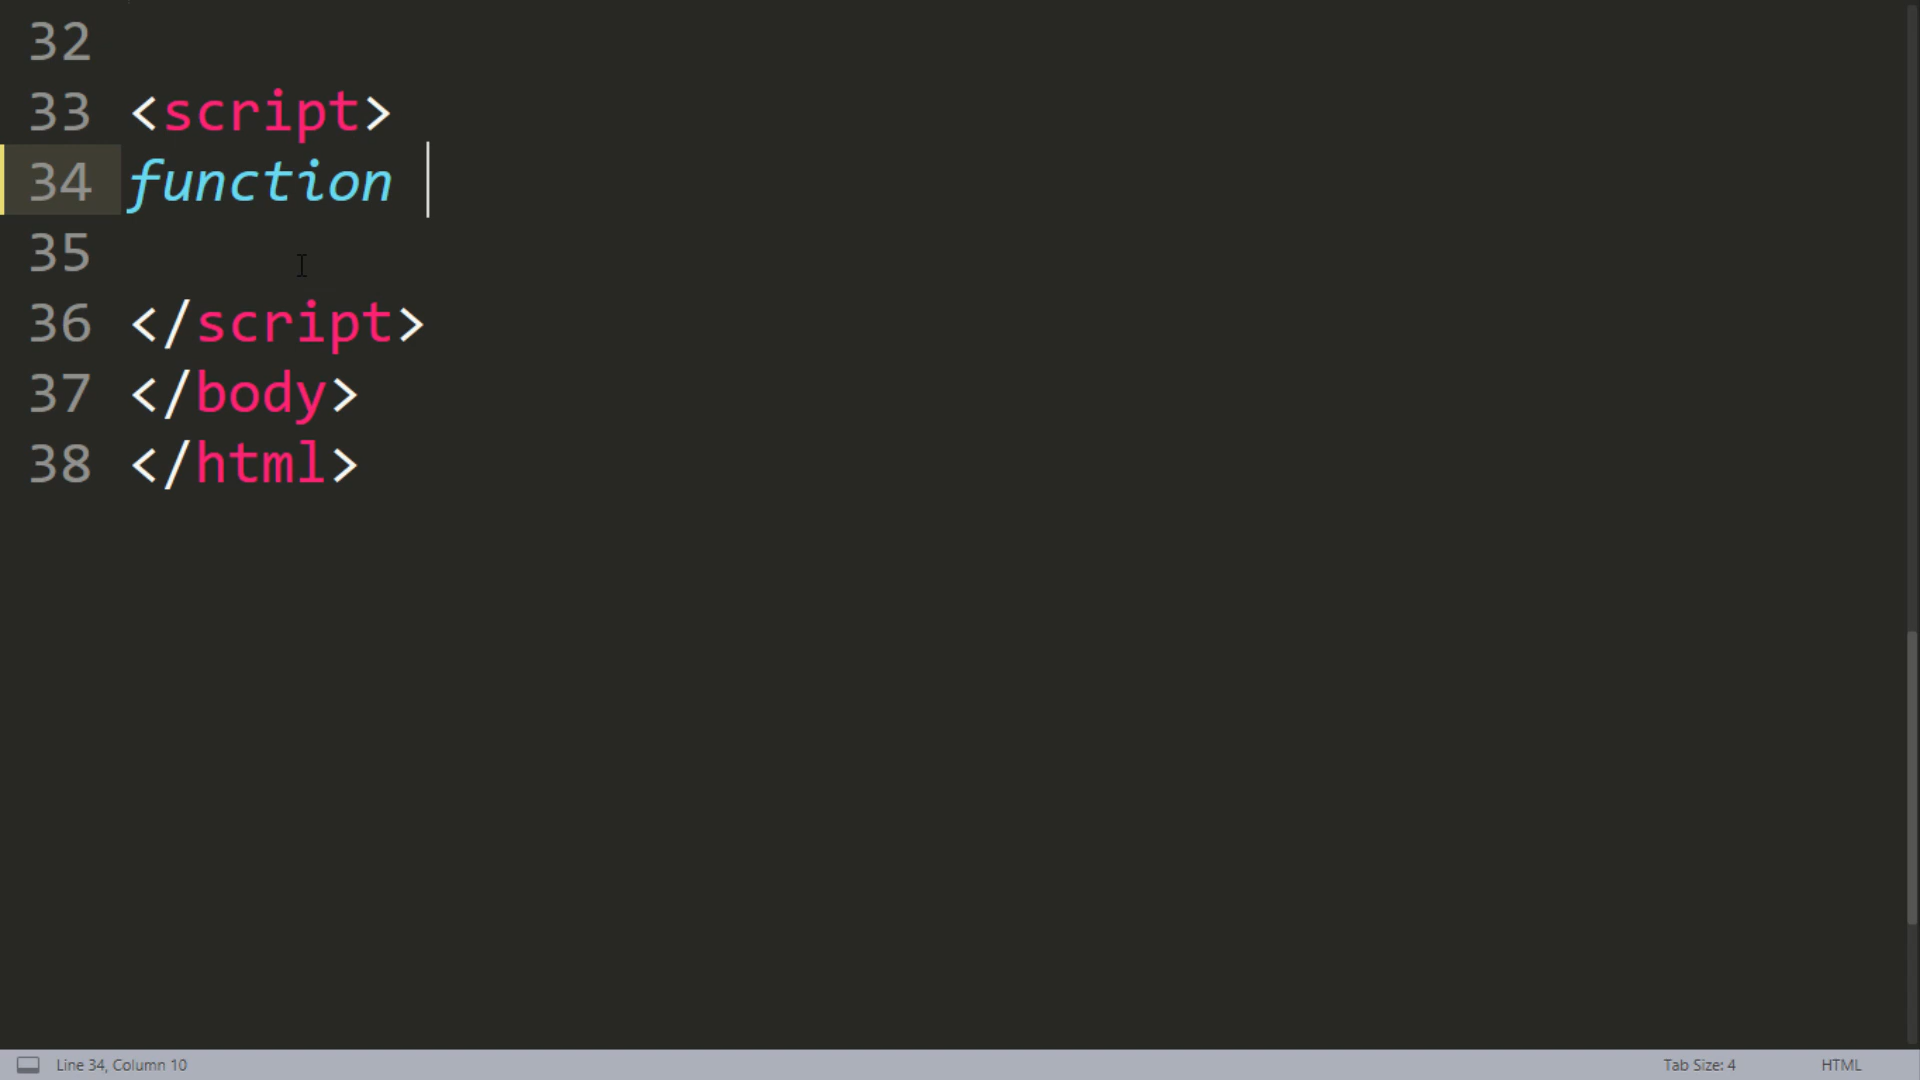 32
33 <script>
34 function
35
36 </script>
37 </body>
38 </html>
Line 34, Column 10 Tab Size: 4 HTML